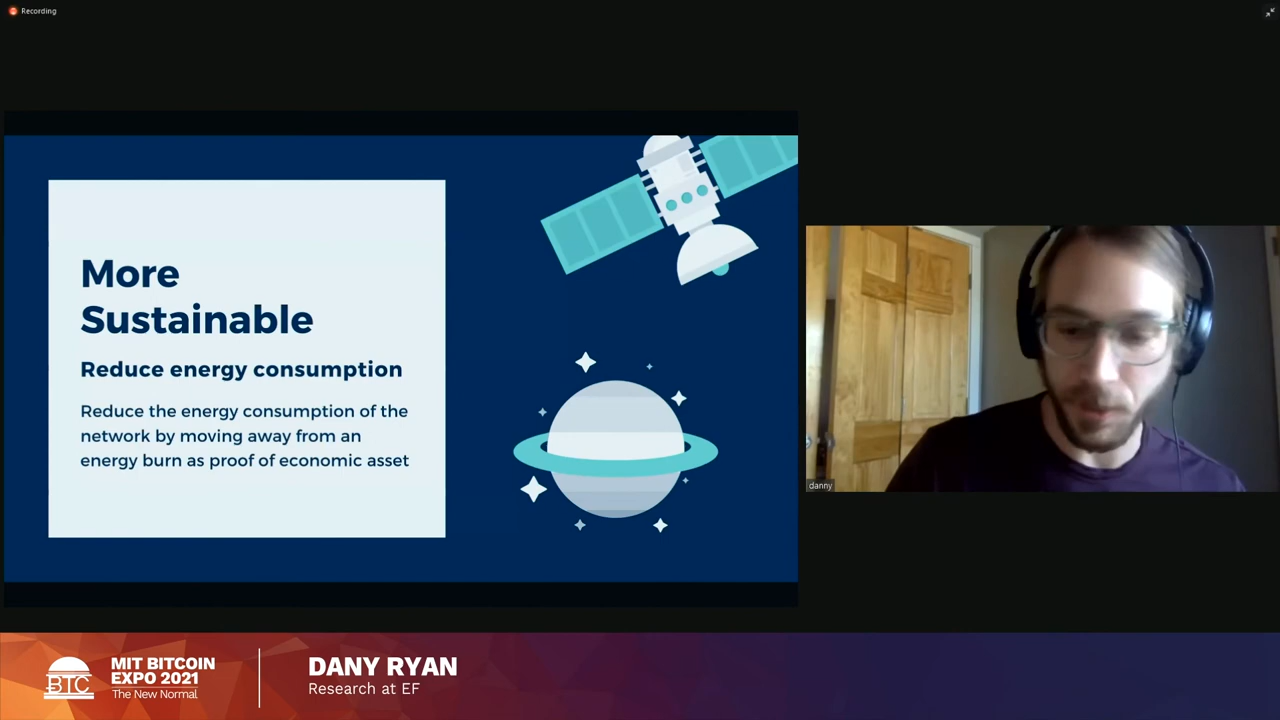 Recording
More
Sustainable
Reduce energy consumption
Reduce the energy consumption of the
network by moving away from an
energy burn as proof of economic asset
danny
BTC
MIT BITCOIN
EXPO 2021
The New Normal
DANY RYAN
Research at EF